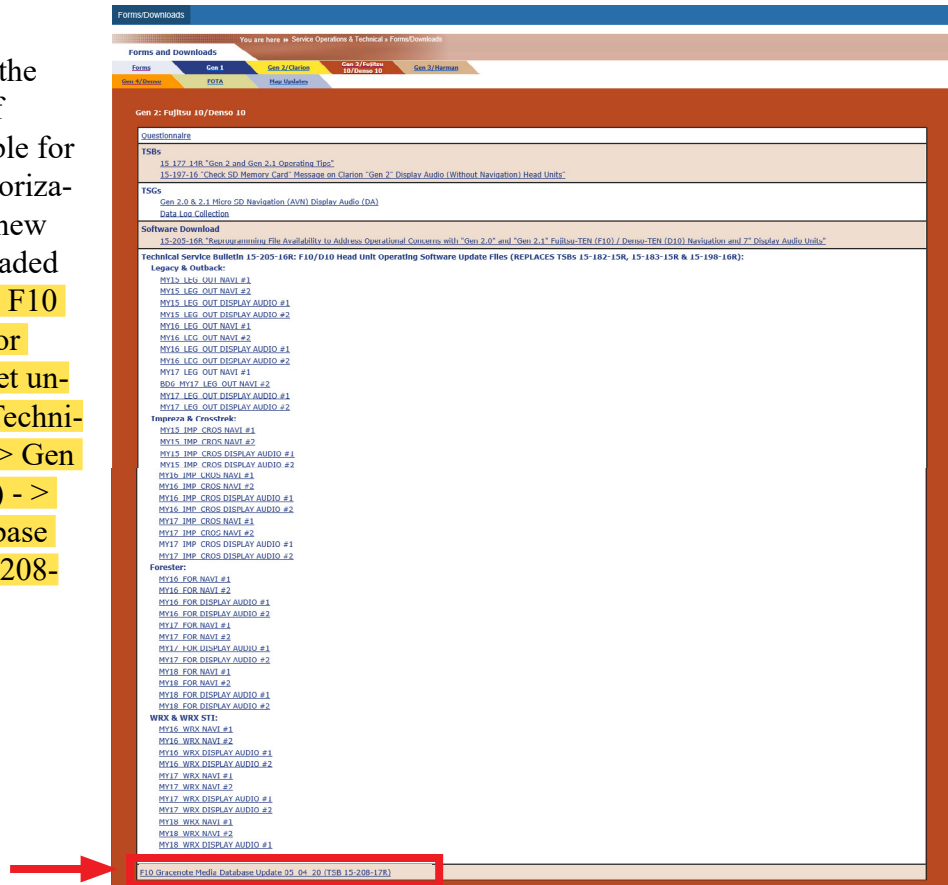 Forms/Downloads
You are here » Service Operations & Technical » Forms/Downloads
Forms and Downloads
Forms
Gen 1
Gen 2/Clarion
Gen 2/Fujitsu 10/Denso 10
Gen 3/Harman
Gen 4/Denso
FOTA
Map Updates
the
f
ple for
oriza-
new
aded
F10
or
et un-
Techni-
> Gen
) - >
base
208-
Gen 2: Fujitsu 10/Denso 10
Questionnaire
TSBs
15-177-14R "Gen 2 and Gen 2.1 Operating Tips"
15-197-16 "Check SD Memory Card" Message on Clarion "Gen 2" Display Audio (Without Navigation) Head Units"
TSGs
Gen 2.0 & 2.1 Micro SD Navigation (AVN) Display Audio (DA)
Data Log Collection
Software Download
15-205-16R "Reprogramming File Availability to Address Operational Concerns with "Gen 2.0" and "Gen 2.1" Fujitsu-TEN (F10) / Denso-TEN (D10) Navigation and 7" Display Audio Units"
Technical Service Bulletin 15-205-16R: F10/D10 Head Unit Operating Software Update Files (REPLACES TSBs 15-182-15R, 15-183-15R & 15-198-16R):
Legacy & Outback:
MY15 LEG OUT NAVI #1
MY15 LEG OUT NAVI #2
MY15 LEG OUT DISPLAY AUDIO #1
MY15 LEG OUT DISPLAY AUDIO #2
MY16 LEG OUT NAVI #1
MY16 LEG OUT NAVI #2
MY16 LEG OUT DISPLAY AUDIO #1
MY16 LEG OUT DISPLAY AUDIO #2
MY17 LEG OUT NAVI #1
BD6 MY17 LEG OUT NAVI #2
MY17 LEG OUT DISPLAY AUDIO #1
MY17 LEG OUT DISPLAY AUDIO #2
Impreza & Crosstrek:
MY15 IMP CROS NAVI #1
MY15 IMP CROS NAVI #2
MY15 IMP CROS DISPLAY AUDIO #1
MY15 IMP CROS DISPLAY AUDIO #2
MY16 IMP CROS NAVI #1
MY16 IMP CROS NAVI #2
MY16 IMP CROS DISPLAY AUDIO #1
MY16 IMP CROS DISPLAY AUDIO #2
MY17 IMP CROS NAVI #1
MY17 IMP CROS NAVI #2
MY17 IMP CROS DISPLAY AUDIO #1
MY17 IMP CROS DISPLAY AUDIO #2
Forester:
MY16 FOR NAVI #1
MY16 FOR NAVI #2
MY16 FOR DISPLAY AUDIO #1
MY16 FOR DISPLAY AUDIO #2
MY17 FOR NAVI #1
MY17 FOR NAVI #2
MY17 FOR DISPLAY AUDIO #1
MY17 FOR DISPLAY AUDIO #2
MY18 FOR NAVI #1
MY18 FOR NAVI #2
MY18 FOR DISPLAY AUDIO #1
MY18 FOR DISPLAY AUDIO #2
WRX & WRX STI:
MY16 WRX NAVI #1
MY16 WRX NAVI #2
MY16 WRX DISPLAY AUDIO #1
MY16 WRX DISPLAY AUDIO #2
MY17 WRX NAVI #1
MY17 WRX NAVI #2
MY17 WRX DISPLAY AUDIO #1
MY17 WRX DISPLAY AUDIO #2
MY18 WRX NAVI #1
MY18 WRX NAVI #2
MY18 WRX DISPLAY AUDIO #1
F10 Gracenote Media Database Update 05_04_20 (TSB 15-208-17R)